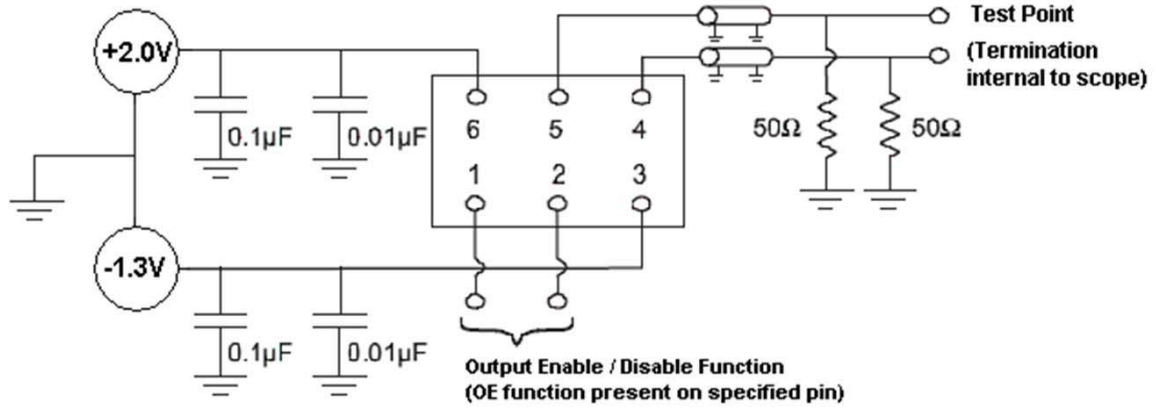 Test Point
+2.0V
(Termination
internal to scope)
0.1µF
0.01µF
6
5
4
50Ω
50Ω
1
2
3
-1.3V
0.1µF
0.01µF
Output Enable / Disable Function
(OE function present on specified pin)